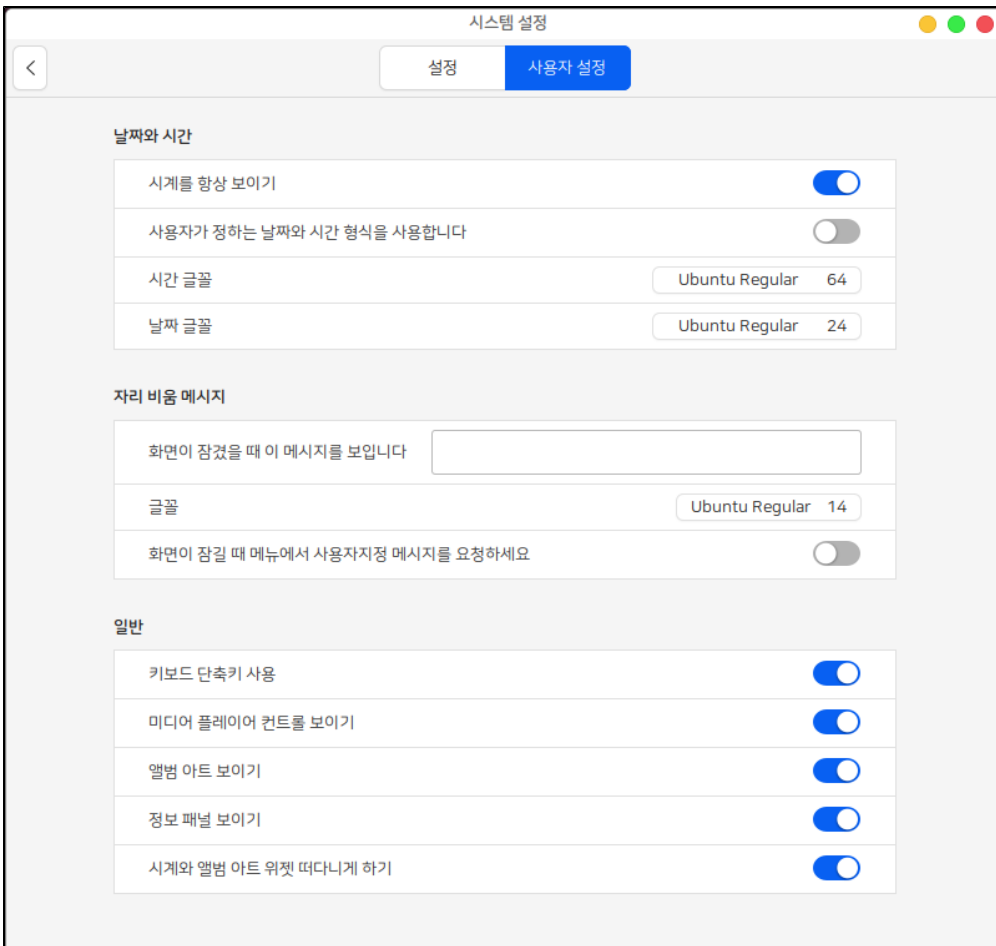 시스템 설정
설정
사용자 설정
날짜와 시간
시계를 항상 보이기
사용자가 정하는 날짜와 시간 형식을 사용합니다
시간 글꼴 Ubuntu Regular 64
날짜 글꼴 Ubuntu Regular 24
자리 비움 메시지
화면이 잠겼을 때 이 메시지를 보입니다
글꼴 Ubuntu Regular 14
화면이 잠길 때 메뉴에서 사용자지정 메시지를 요청하세요
일반
키보드 단축키 사용
미디어 플레이어 컨트롤 보이기
앨범 아트 보이기
정보 패널 보이기
시계와 앨범 아트 위젯 떠다니게 하기